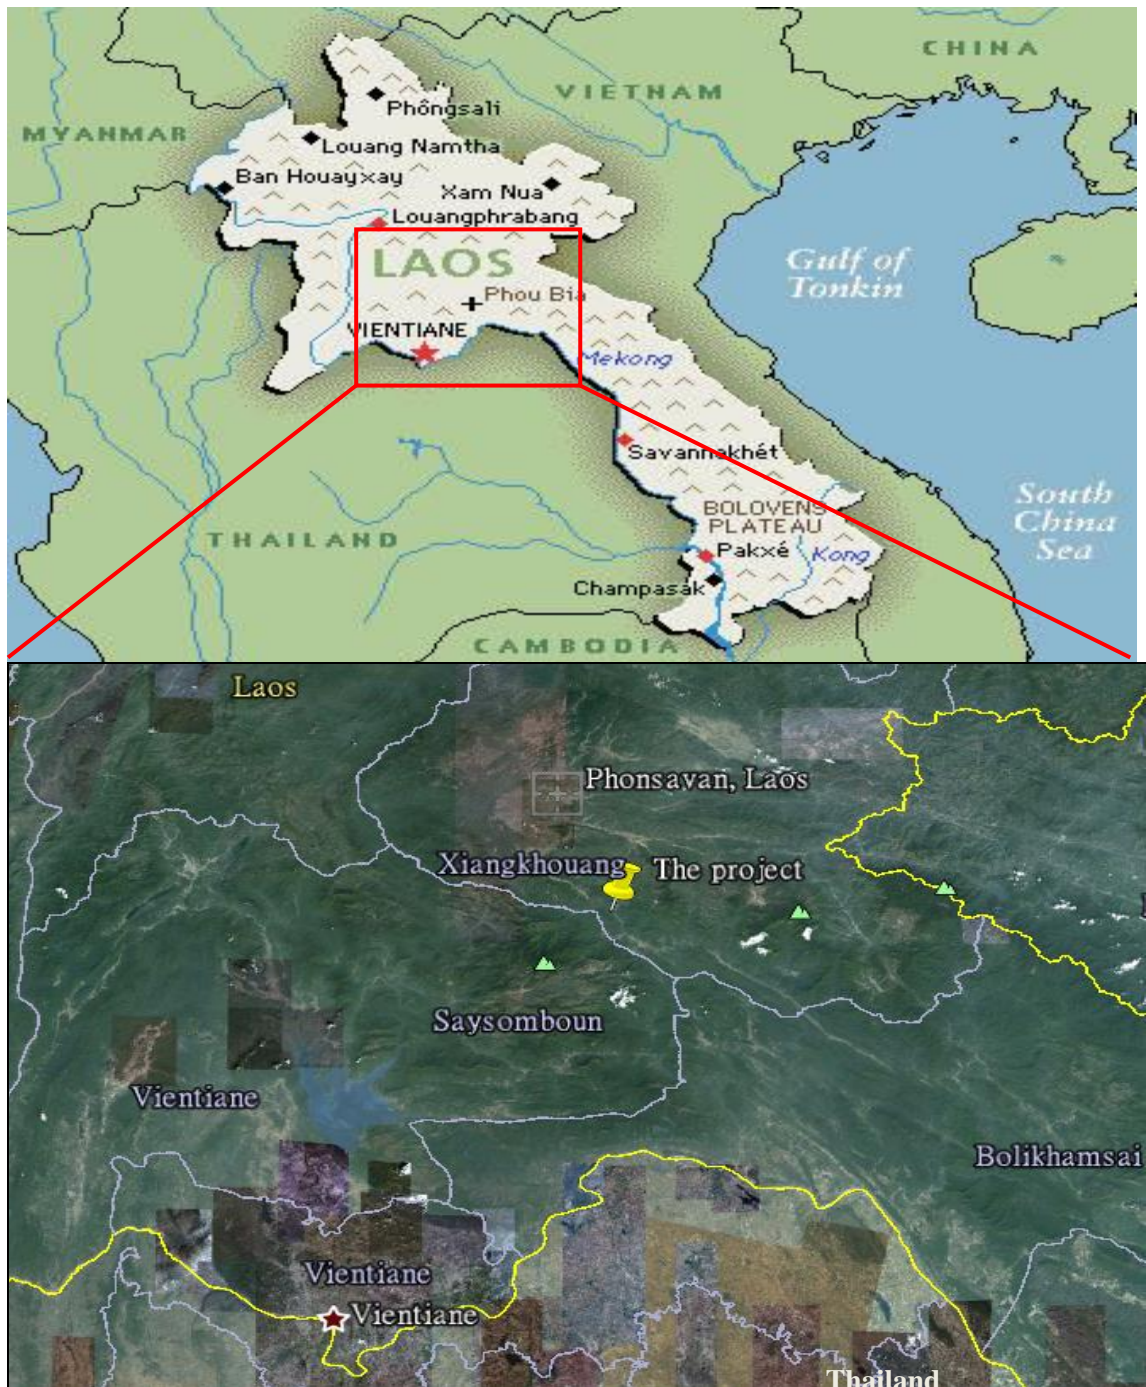 CHINA
VIETNAM
Phôngsali
MYANMAR
Louang Namtha
Ban Houayxay
Xam Nua
Louangphrabang
LAOS
Gulf of
Tonkin
Phou Bia
VIENTIANE
Mekong
Savannakhét
South
China
Sea
BOLOVENS
PLATEAU
THAILAND
Pakxé
Kong
Champasak
CAMBODIA
Laos
Phonsavan, Laos
Xiangkhouang
The project
Saysomboun
Vientiane
Bolikhamsai
Vientiane
Vientiane
Thailand